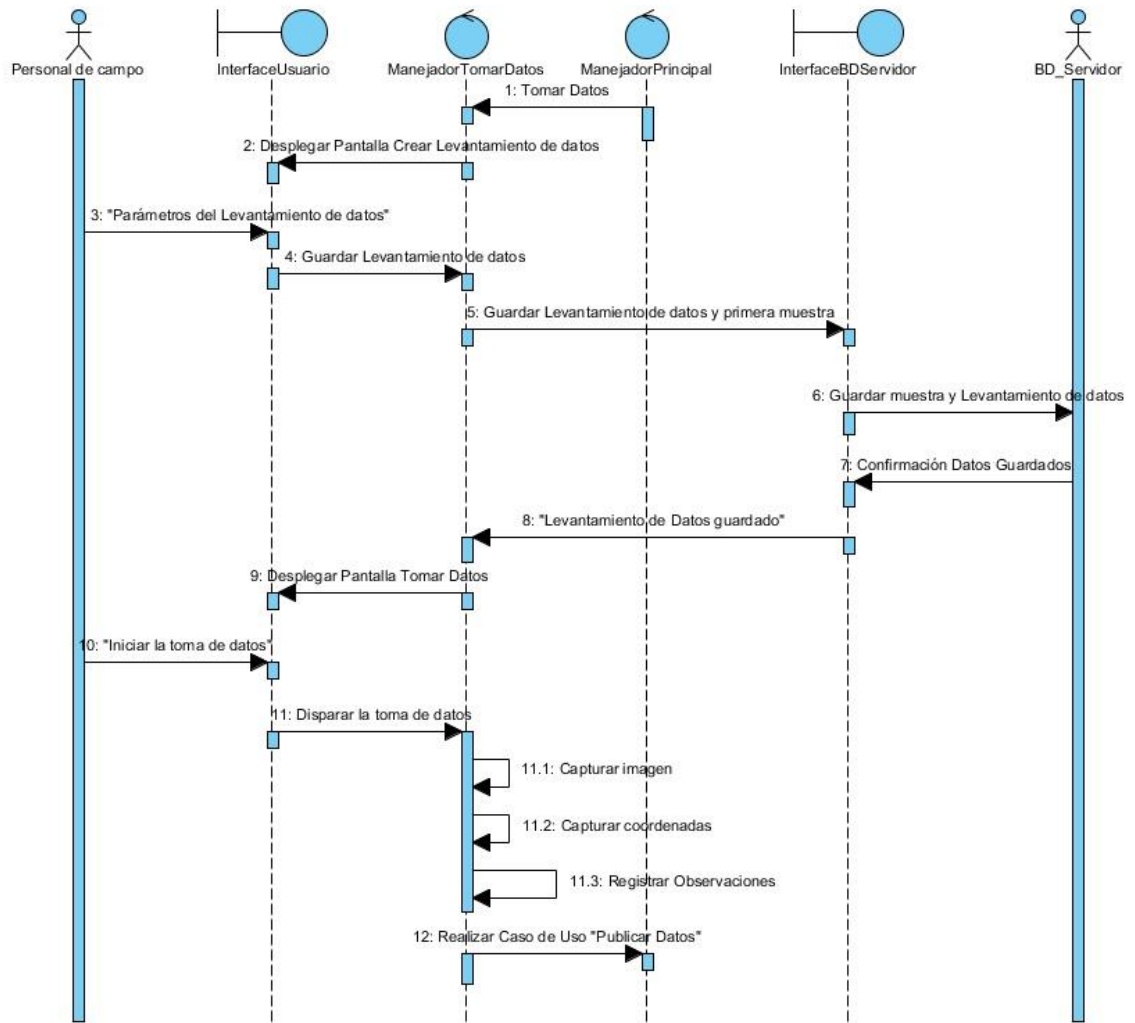 Personal de campo
InterfaceUsuario
ManejadorTomarDatos
ManejadorPrincipal
InterfaceBDServidor
BD_Servidor
1: Tomar Datos
2: Desplegar Pantalla Crear Levantamiento de datos
3: "Parámetros del Levantamiento de datos"
4: Guardar Levantamiento de datos
5: Guardar Levantamiento de datos y primera muestra
6: Guardar muestra y Levantamiento de datos
7: Confirmación Datos Guardados
8: "Levantamiento de Datos guardado"
9: Desplegar Pantalla Tomar Datos
10: "Iniciar la toma de datos"
11: Disparar la toma de datos
11.1: Capturar imagen
11.2: Capturar coordenadas
11.3: Registrar Observaciones
12: Realizar Caso de Uso "Publicar Datos"